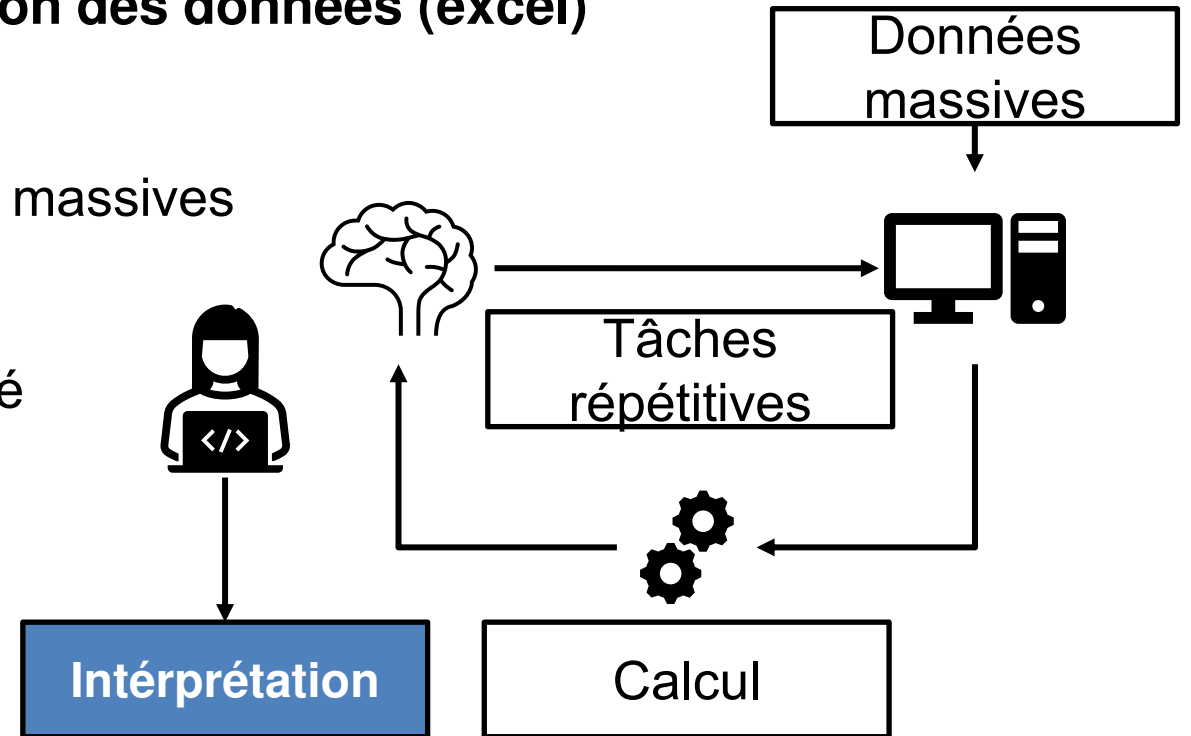 on des données (excel)
Données
massives
massives
Tâches
répétitives
é
</>
Intérprétation
Calcul